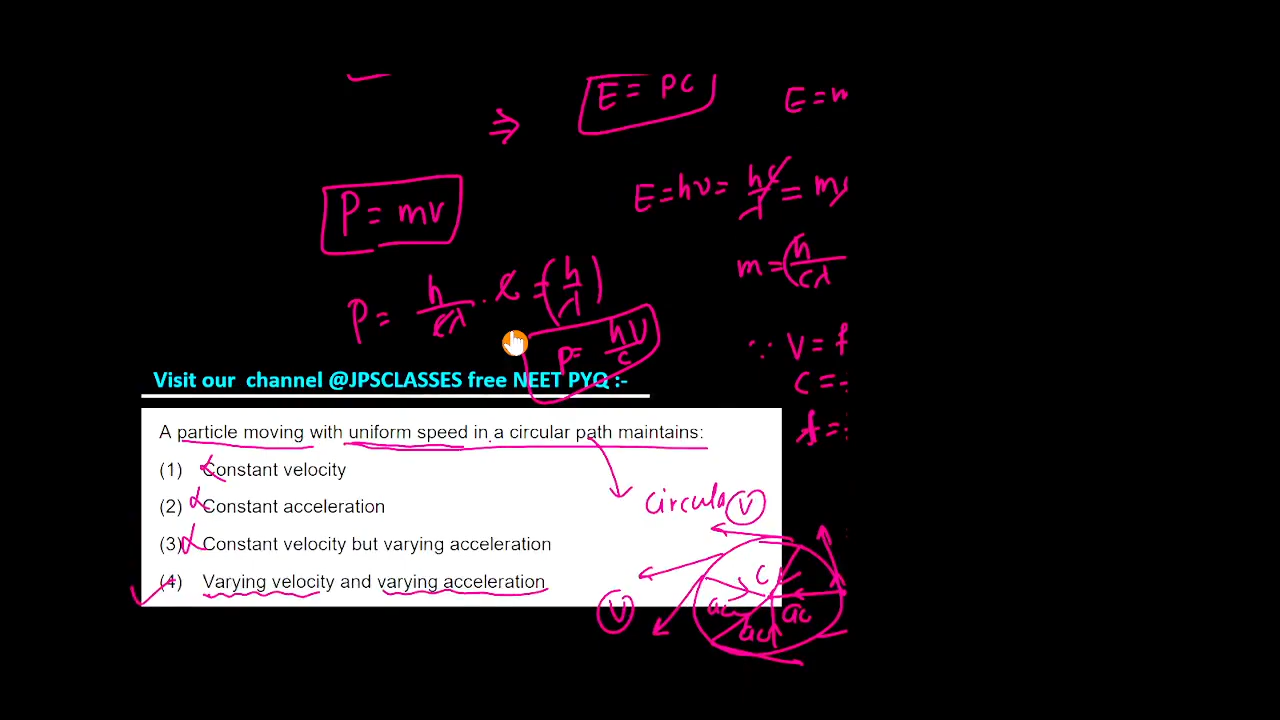 E = PC
E = m
P = mv
E = hν = hc/λ = m
P = h/cλ · c = (h/λ)
m = (h/cλ
P = hν/c
∵ V = f
C =
Visit our channel @JPSCLASSES free NEET PYQ :-
A particle moving with uniform speed in a circular path maintains:
(1) Constant velocity
(2) Constant acceleration
(3) Constant velocity but varying acceleration
(4) Varying velocity and varying acceleration
circula
V
C
V
ac
ac
ac